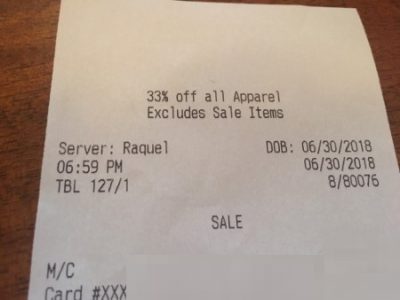 33% off all Apparel
Excludes Sale Items
Server: Raquel DOB: 06/30/2018
06:59 PM 06/30/2018
TBL 127/1 8/80076
SALE
M/C
Card #XXX